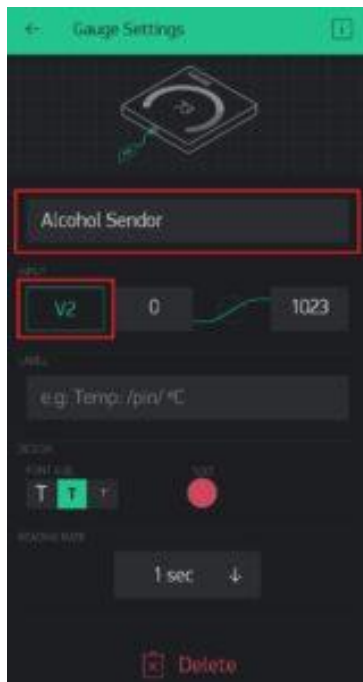 Gauge Settings
Alcohol Sendor
INPUT
V2 0 1023
LABEL
e.g: Temp: /pin/ °C
DESIGN
FONT SIZE TEXT
T T T
READING RATE
1 sec
Delete